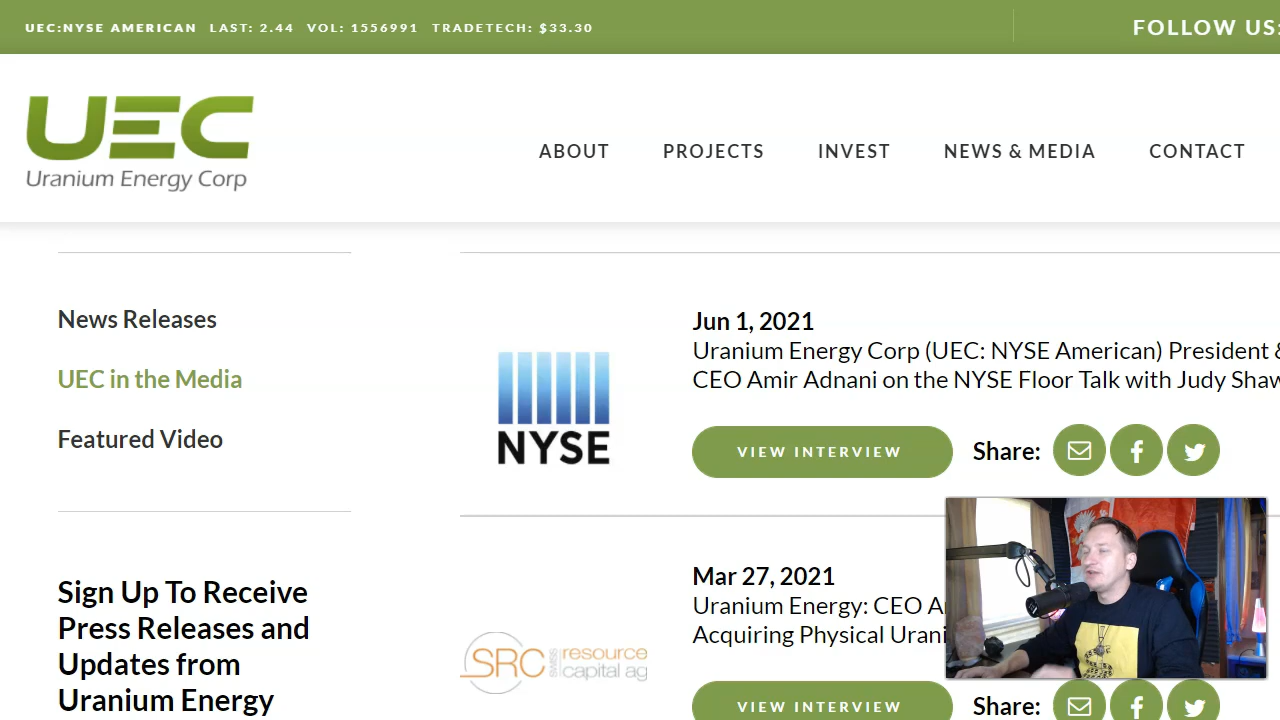 UEC:NYSE AMERICAN LAST: 2.44 VOL: 1556991 TRADETECH: $33.30
FOLLOW US:
UEC
Uranium Energy Corp
ABOUT PROJECTS INVEST NEWS & MEDIA CONTACT
News Releases
UEC in the Media
Featured Video
Sign Up To Receive
Press Releases and
Updates from
Uranium Energy
NYSE
Jun 1, 2021
Uranium Energy Corp (UEC: NYSE American) President &
CEO Amir Adnani on the NYSE Floor Talk with Judy Shaw
VIEW INTERVIEW Share:
SRC swiss resource
capital ag
Mar 27, 2021
Uranium Energy: CEO A
Acquiring Physical Urani
VIEW INTERVIEW Share: